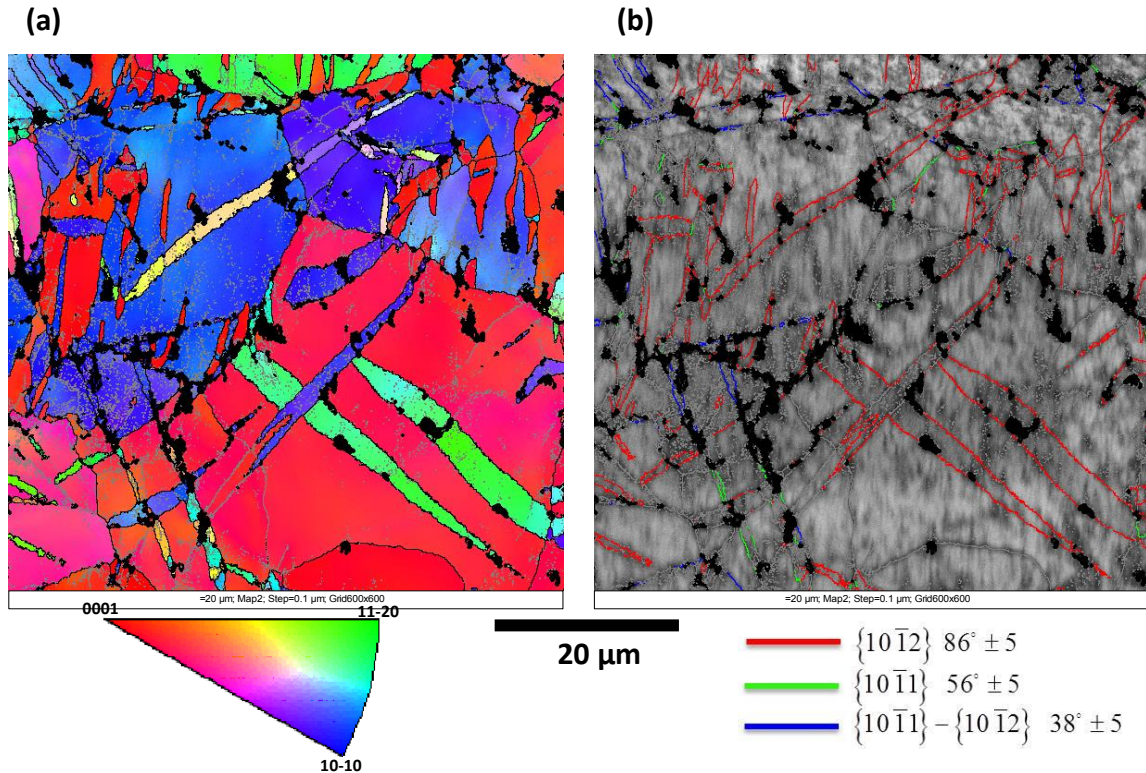 (a)
(b)
=20 µm; Map2; Step=0.1 µm; Grid600x600
=20 µm; Map2; Step=0.1 µm; Grid600x600
0001
11-20
10-10
20 µm
{10 1̅2} 86° ± 5
{10 1̅1} 56° ± 5
{10 1̅1} – {10 1̅2} 38° ± 5